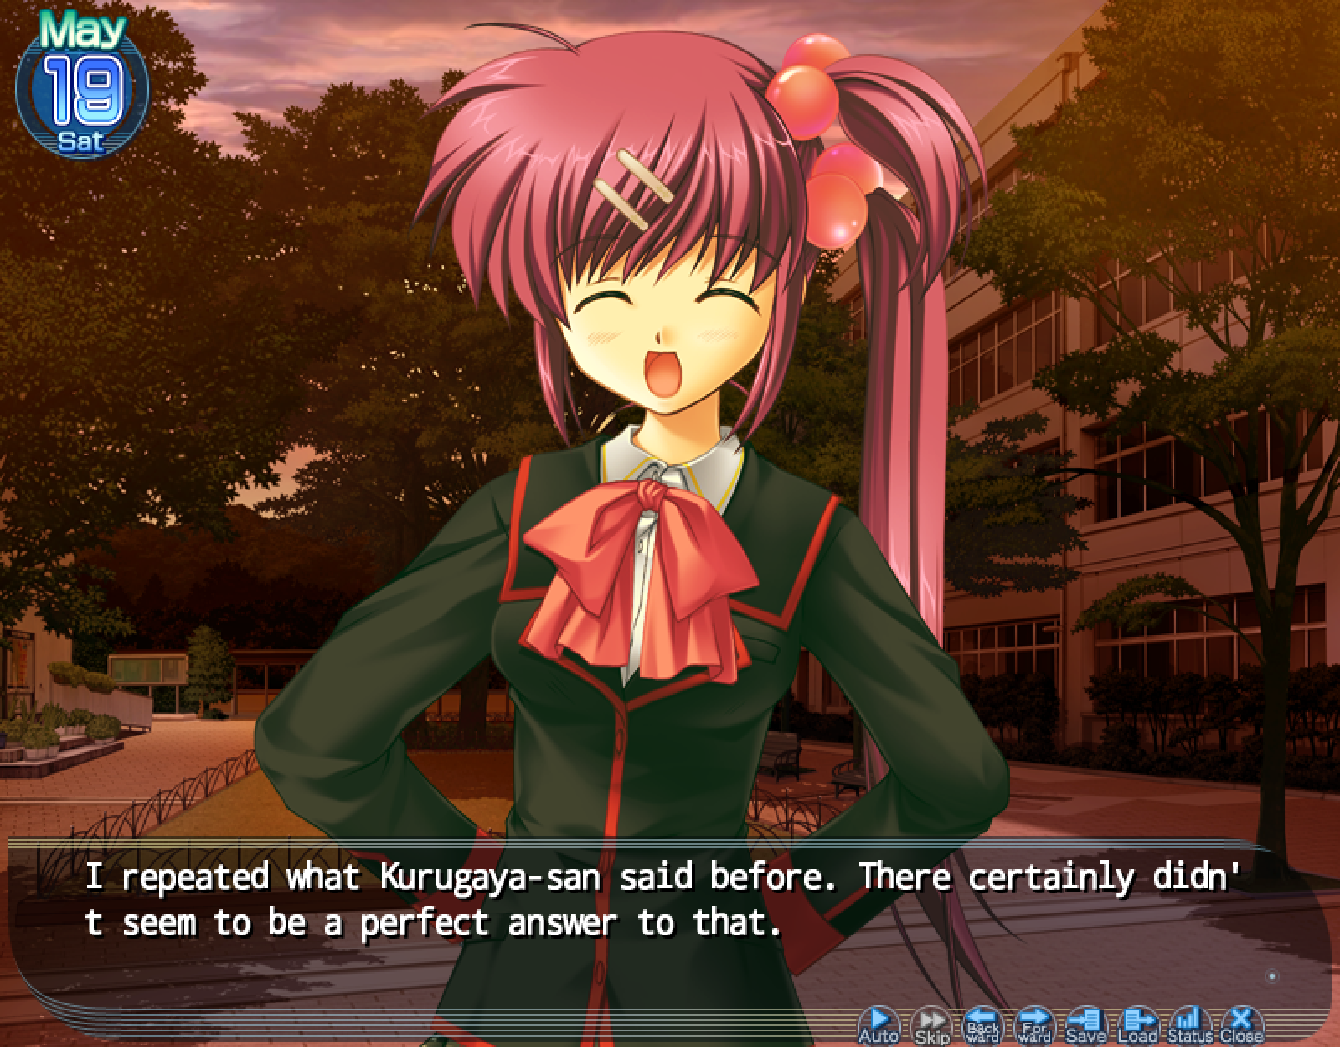 May
19
Sat
I repeated what Kurugaya-san said before. There certainly didn'
t seem to be a perfect answer to that.
Auto
Skip
Back
ward
For
ward
Save
Load
Status
Close